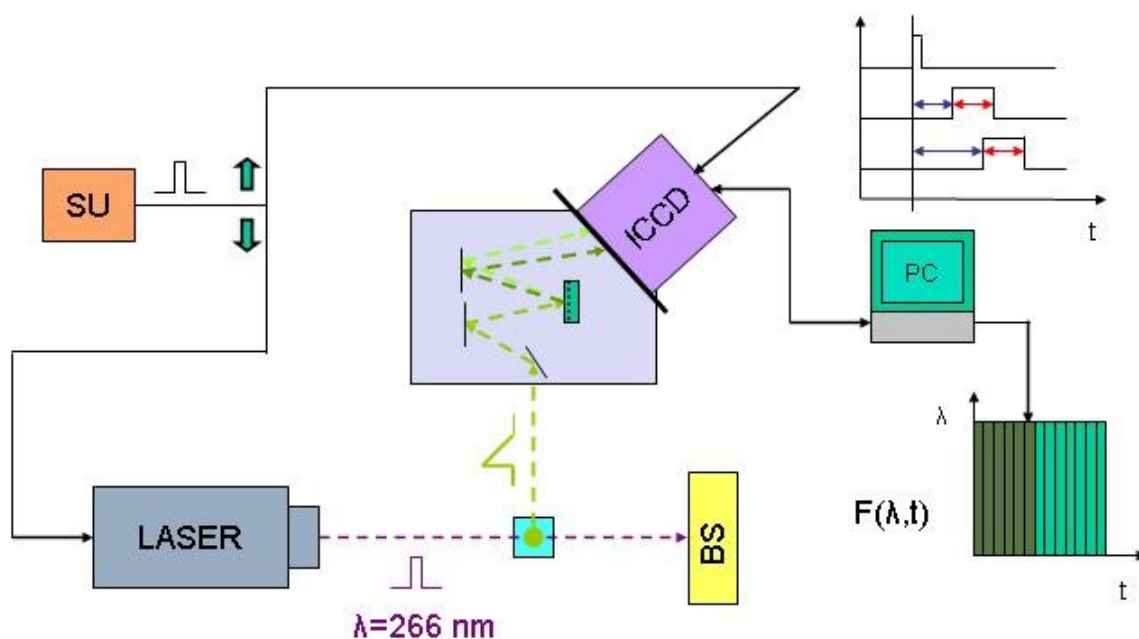 SU
ICCD
t
PC
λ
F(λ,t)
t
LASER
BS
λ=266 nm